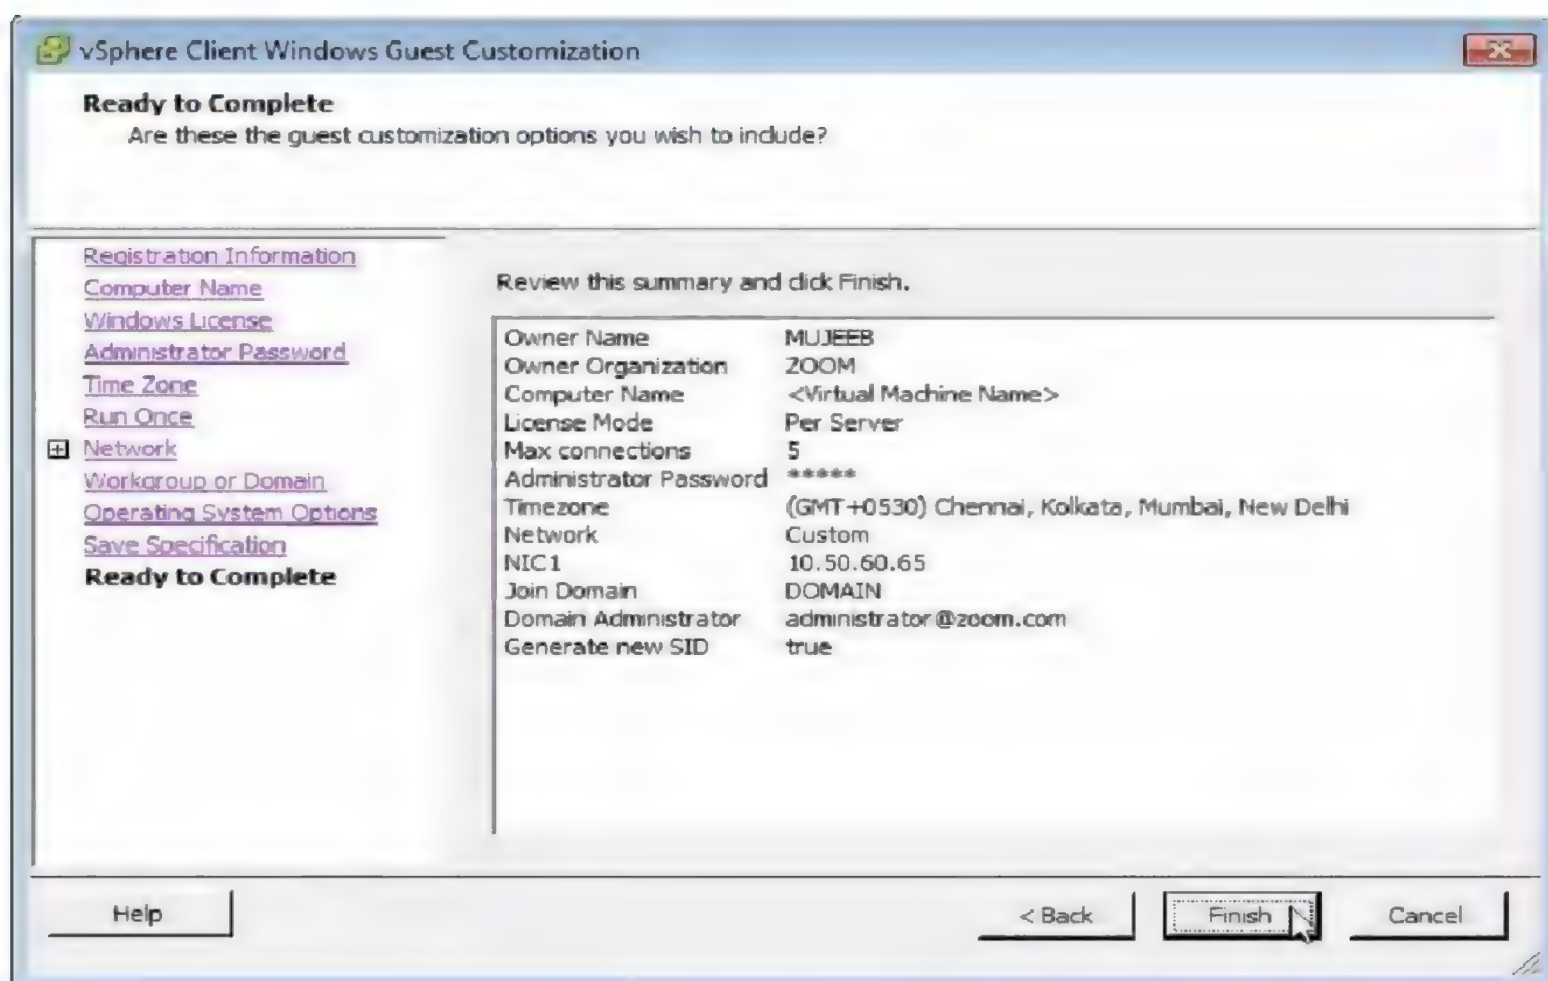 vSphere Client Windows Guest Customization
Ready to Complete
Are these the guest customization options you wish to include?
Registration Information
Computer Name
Windows License
Administrator Password
Time Zone
Run Once
Network
Workgroup or Domain
Operating System Options
Save Specification
Ready to Complete
Review this summary and click Finish.
Owner Name MUJEEB
Owner Organization ZOOM
Computer Name <Virtual Machine Name>
License Mode Per Server
Max connections 5
Administrator Password *****
Timezone (GMT+0530) Chennai, Kolkata, Mumbai, New Delhi
Network Custom
NIC1 10.50.60.65
Join Domain DOMAIN
Domain Administrator administrator@zoom.com
Generate new SID true
Help < Back Finish Cancel